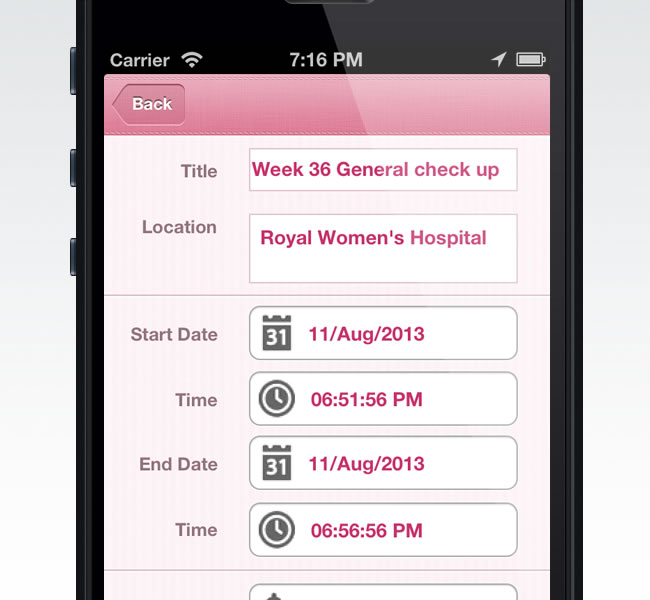 Carrier 7:16 PM
Back
Title Week 36 General check up
Location Royal Women's Hospital
Start Date 31 11/Aug/2013
Time 06:51:56 PM
End Date 31 11/Aug/2013
Time 06:56:56 PM